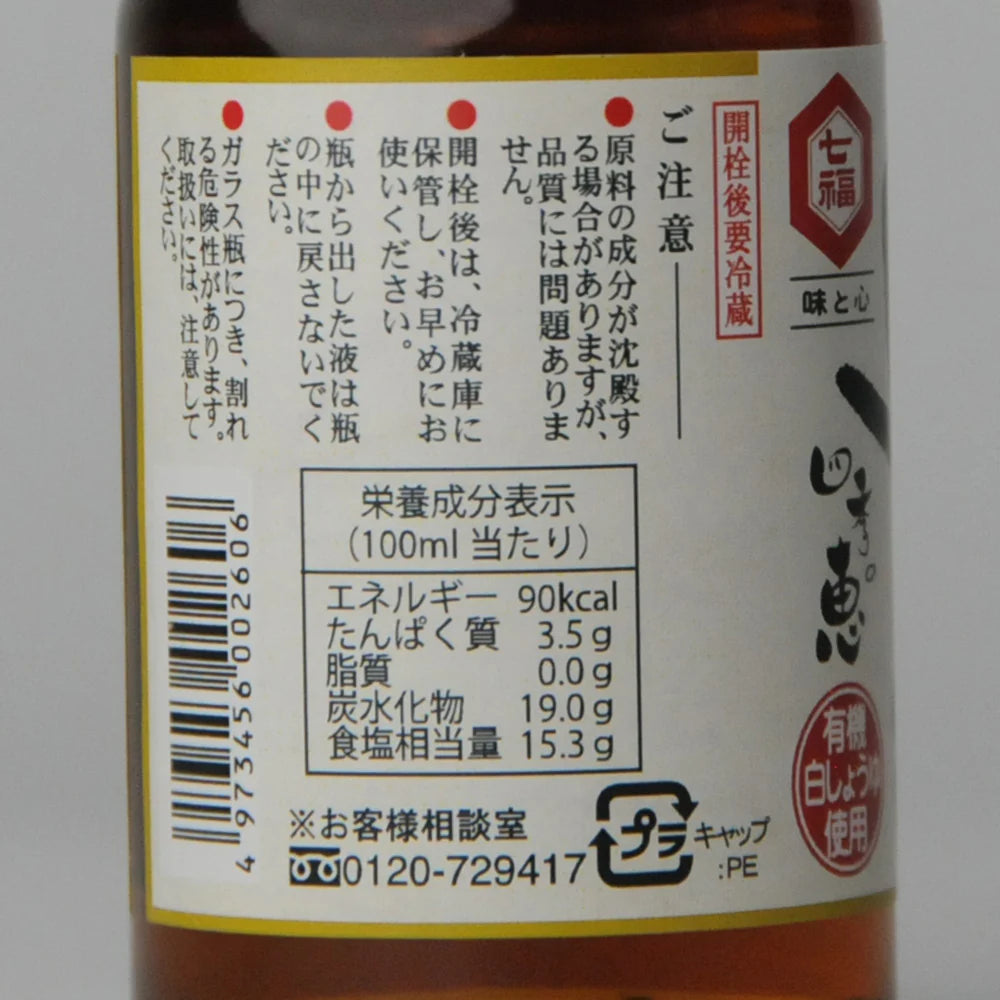 七福
味と心
四季の
恵
有機
白しょうゆ
使用
開栓後要冷蔵
ご注意
●原料の成分が沈殿す
る場合がありますが、
品質には問題ありま
せん。
●開栓後は、冷蔵庫に
保管し、お早めにお
使いください。
●瓶から出した液は瓶
の中に戻さないでく
ださい。
●ガラス瓶につき、割れ
る危険性があります。
取扱いには、注意して
ください。
栄養成分表示
(100ml 当たり)
エネルギー 90kcal
たんぱく質 3.5g
脂質 0.0g
炭水化物 19.0g
食塩相当量 15.3g
※お客様相談室
0120-729417
プラ
キャップ
:PE
4973456002606